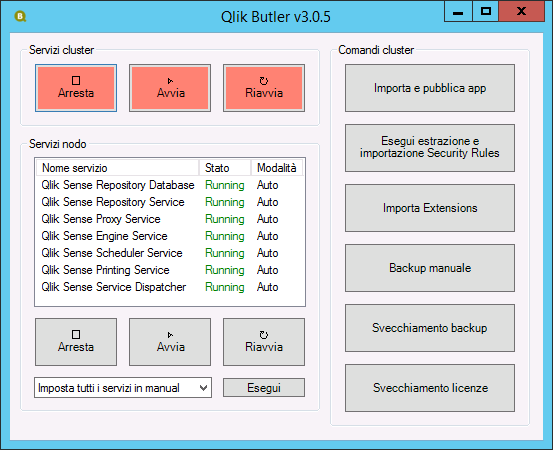 B
Qlik Butler v3.0.5
Servizi cluster
Arresta
Avvia
Riavvia
Servizi nodo
Nome servizio Stato Modalità
Qlik Sense Repository Database Running Auto
Qlik Sense Repository Service Running Auto
Qlik Sense Proxy Service Running Auto
Qlik Sense Engine Service Running Auto
Qlik Sense Scheduler Service Running Auto
Qlik Sense Printing Service Running Auto
Qlik Sense Service Dispatcher Running Auto
Arresta
Avvia
Riavvia
Imposta tutti i servizi in manual
Esegui
Comandi cluster
Importa e pubblica app
Esegui estrazione e
importazione Security Rules
Importa Extensions
Backup manuale
Svecchiamento backup
Svecchiamento licenze